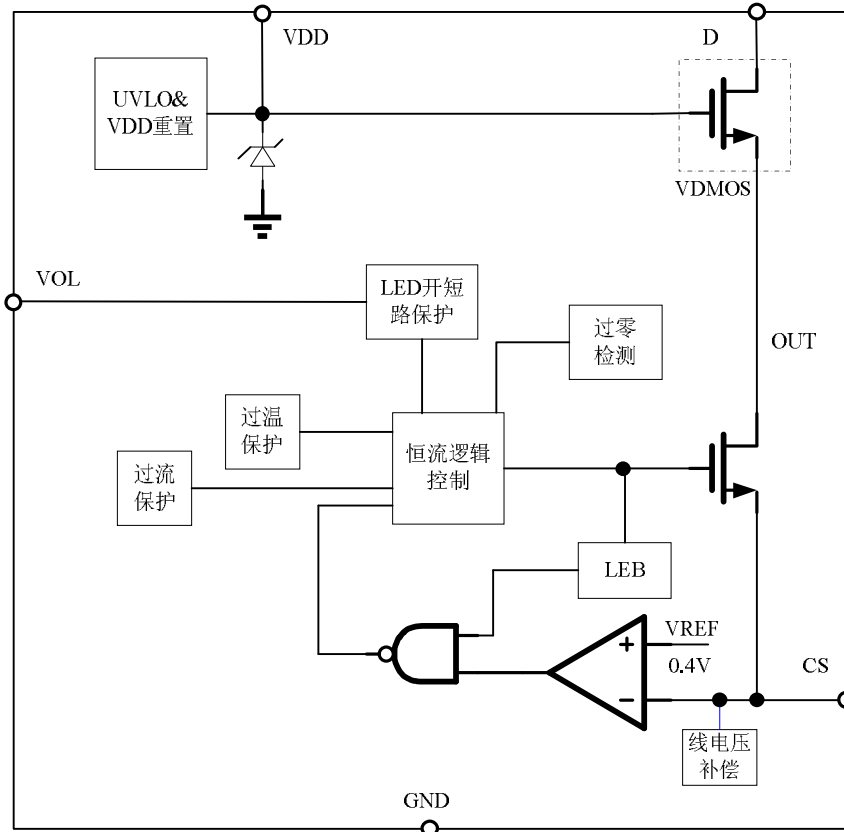 VDD
D
UVLO&
VDD重置
VDMOS
VOL
LED开短
路保护
过零
检测
OUT
过温
保护
恒流逻辑
控制
过流
保护
LEB
VREF
+
0.4V
CS
−
线电压
补偿
GND